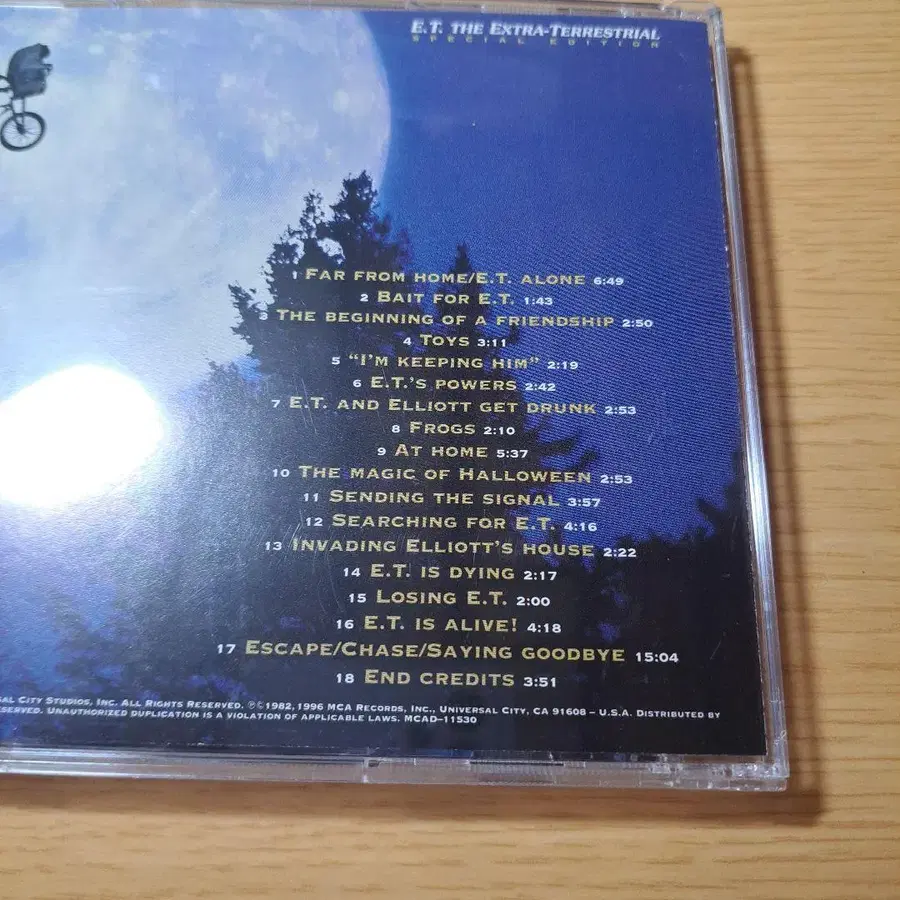 E.T. THE EXTRA-TERRESTRIAL
SPECIAL EDITION
1 FAR FROM HOME/E.T. ALONE 6:49
2 BAIT FOR E.T. 1:43
3 THE BEGINNING OF A FRIENDSHIP 2:50
4 TOYS 3:11
5 “I'M KEEPING HIM” 2:19
6 E.T.'S POWERS 2:42
7 E.T. AND ELLIOTT GET DRUNK 2:53
8 FROGS 2:10
9 AT HOME 5:37
10 THE MAGIC OF HALLOWEEN 2:53
11 SENDING THE SIGNAL 3:57
12 SEARCHING FOR E.T. 4:16
13 INVADING ELLIOTT'S HOUSE 2:22
14 E.T. IS DYING 2:17
15 LOSING E.T. 2:00
16 E.T. IS ALIVE! 4:18
17 ESCAPE/CHASE/SAYING GOODBYE 15:04
18 END CREDITS 3:51
CITY STUDIOS, INC. ALL RIGHTS RESERVED. ℗©1982, 1996 MCA RECORDS, INC., UNIVERSAL CITY, CA 91608 – U.S.A. DISTRIBUTED BY
UNAUTHORIZED DUPLICATION IS A VIOLATION OF APPLICABLE LAWS. MCAD–11530